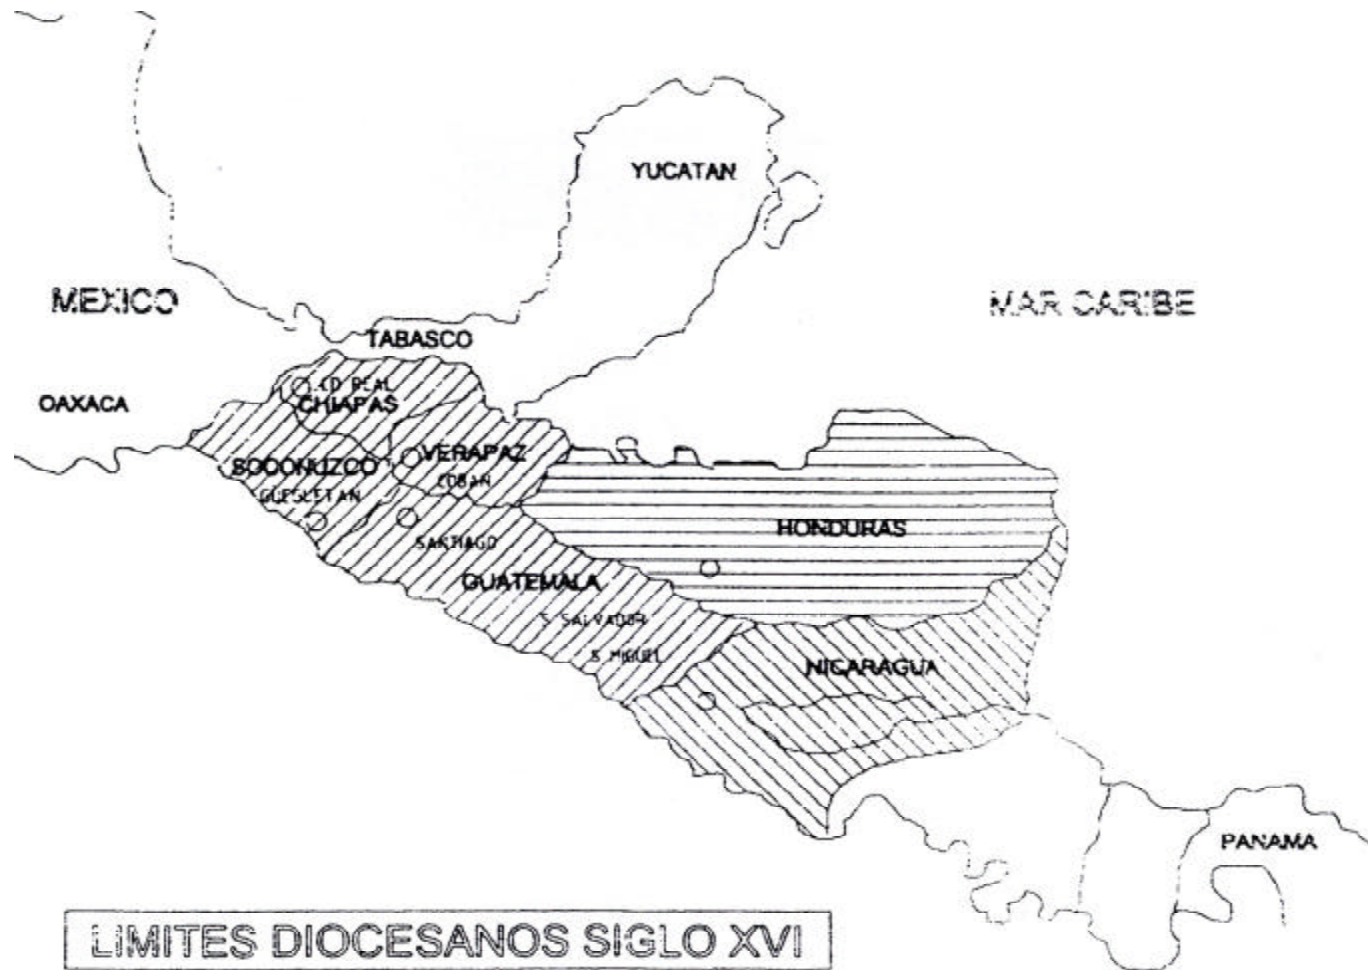 YUCATAN
MEXICO
MAR CARIBE
TABASCO
CD REAL
OAXACA
CHIAPAS
VERAPAZ
SOCONUZCO
COBAN
GUEGLETAN
HONDURAS
SANTIAGO
GUATEMALA
S SALVADOR
S MIGUEL
NICARAGUA
PANAMA
LIMITES DIOCESANOS SIGLO XVI